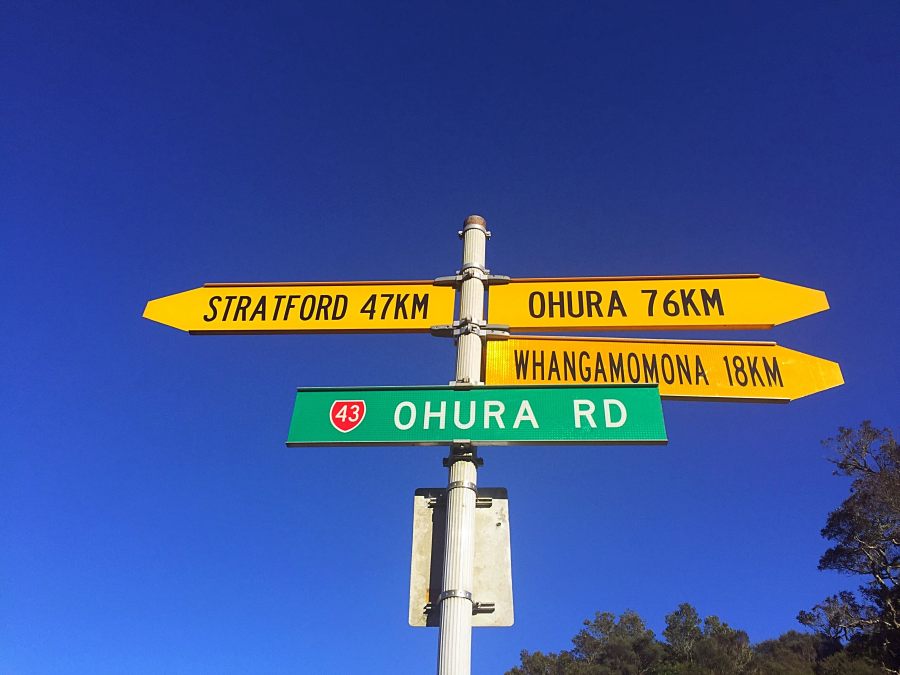 STRATFORD 47KM
OHURA 76KM
WHANGAMOMONA 18KM
43 OHURA RD